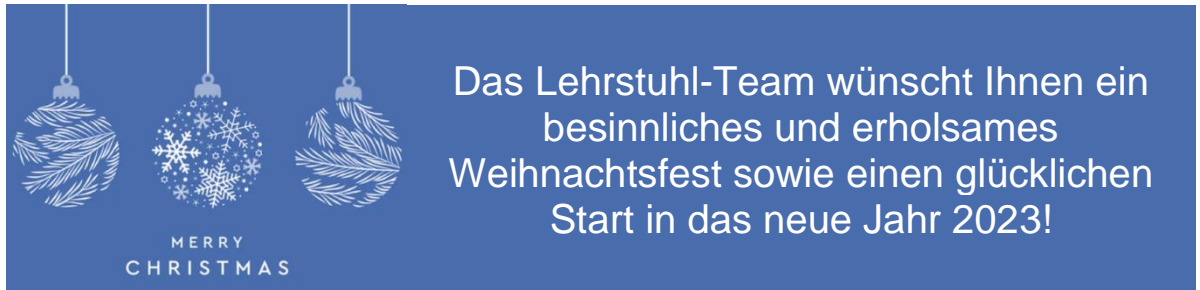 Das Lehrstuhl-Team wünscht Ihnen ein
besinnliches und erholsames
Weihnachtsfest sowie einen glücklichen
Start in das neue Jahr 2023!
MERRY
CHRISTMAS